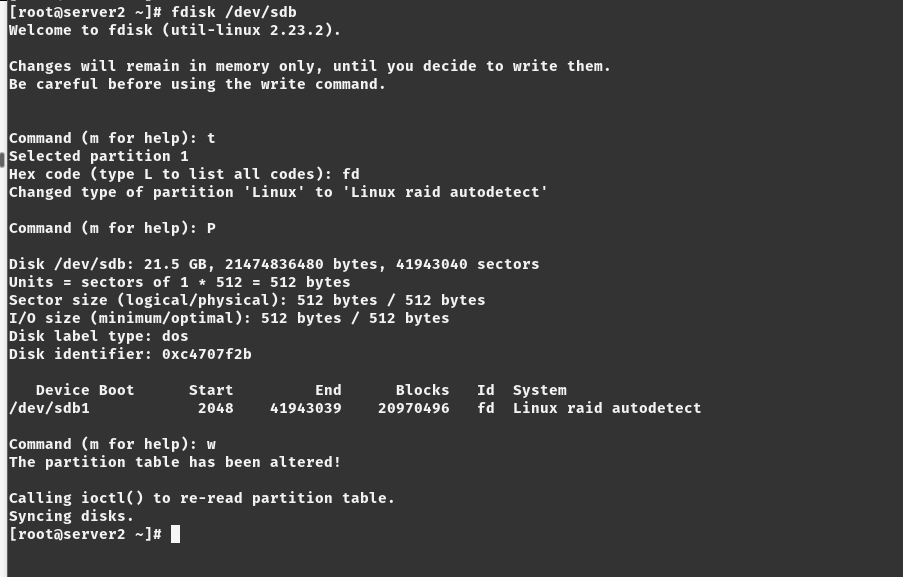 [root@server2 ~]# fdisk /dev/sdb
Welcome to fdisk (util-linux 2.23.2).
Changes will remain in memory only, until you decide to write them.
Be careful before using the write command.
Command (m for help): t
Selected partition 1
Hex code (type L to list all codes): fd
Changed type of partition 'Linux' to 'Linux raid autodetect'
Command (m for help): P
Disk /dev/sdb: 21.5 GB, 21474836480 bytes, 41943040 sectors
Units = sectors of 1 * 512 = 512 bytes
Sector size (logical/physical): 512 bytes / 512 bytes
I/O size (minimum/optimal): 512 bytes / 512 bytes
Disk label type: dos
Disk identifier: 0xc4707f2b
   Device Boot      Start         End      Blocks   Id  System
/dev/sdb1            2048    41943039    20970496   fd  Linux raid autodetect
Command (m for help): w
The partition table has been altered!
Calling ioctl() to re-read partition table.
Syncing disks.
[root@server2 ~]#